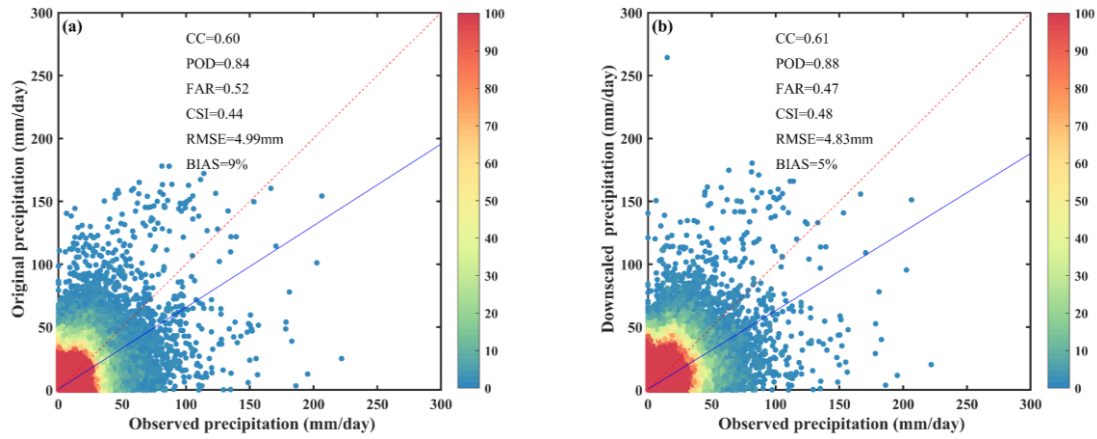 (a)
CC=0.60
POD=0.84
FAR=0.52
CSI=0.44
RMSE=4.99mm
BIAS=9%
Original precipitation (mm/day)
300
250
200
150
100
50
0
0 50 100 150 200 250 300
Observed precipitation (mm/day)
100
90
80
70
60
50
40
30
20
10
0
(b)
CC=0.61
POD=0.88
FAR=0.47
CSI=0.48
RMSE=4.83mm
BIAS=5%
Downscaled precipitation (mm/day)
300
250
200
150
100
50
0
0 50 100 150 200 250 300
Observed precipitation (mm/day)
100
90
80
70
60
50
40
30
20
10
0